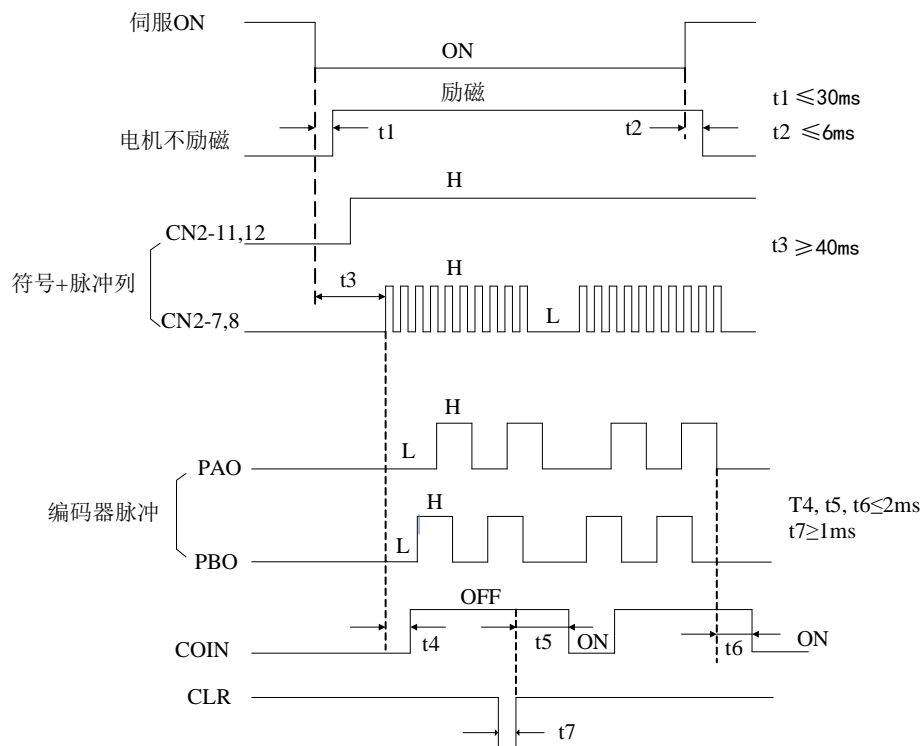 伺服ON
ON
励磁
t1 ≤30ms
t1
t2
t2 ≤6ms
电机不励磁
H
CN2-11,12
t3 ≥40ms
符号+脉冲列
t3
H
CN2-7,8
L
H
L
PAO
编码器脉冲
H
T4, t5, t6≤2ms
t7≥1ms
L
PBO
OFF
COIN
t4
t5
ON
t6
ON
CLR
t7